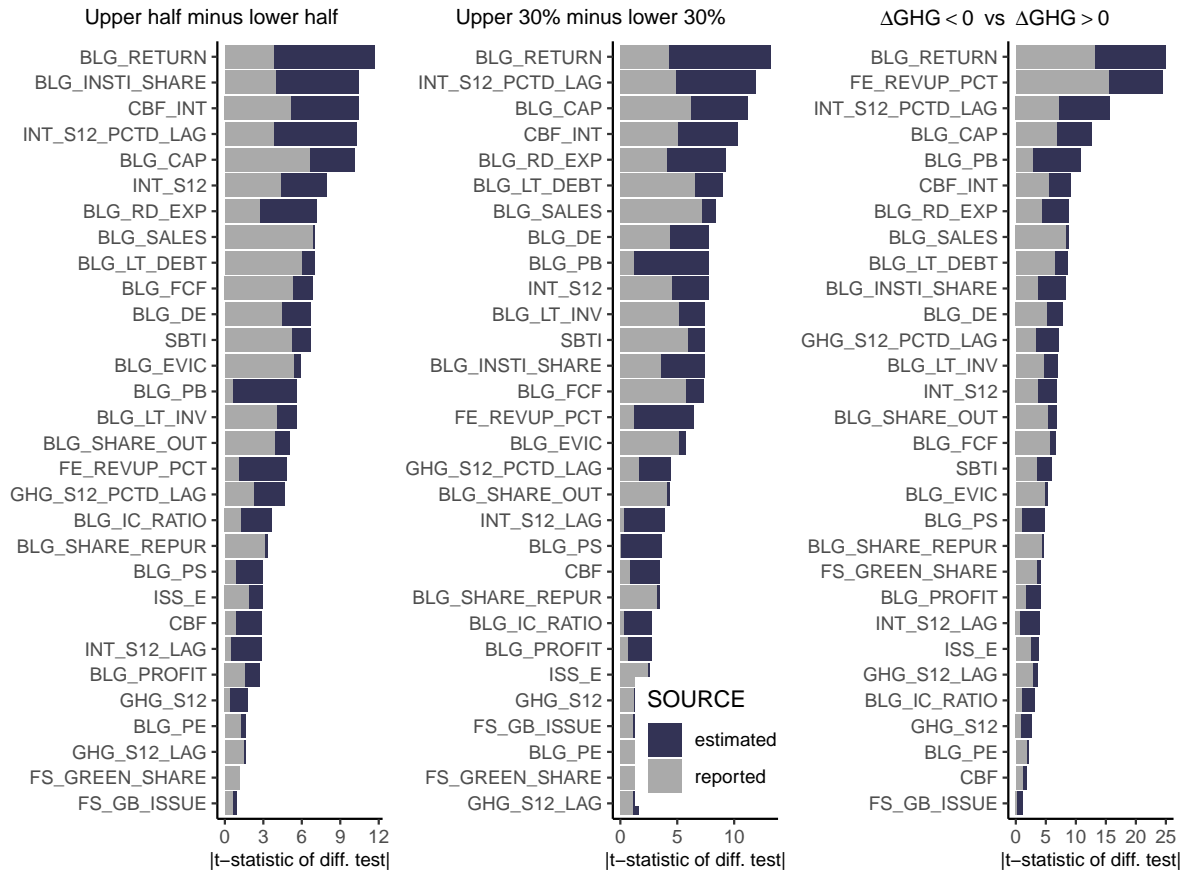 Upper half minus lower half
BLG_RETURN
BLG_INSTI_SHARE
CBF_INT
INT_S12_PCTD_LAG
BLG_CAP
INT_S12
BLG_RD_EXP
BLG_SALES
BLG_LT_DEBT
BLG_FCF
BLG_DE
SBTI
BLG_EVIC
BLG_PB
BLG_LT_INV
BLG_SHARE_OUT
FE_REVUP_PCT
GHG_S12_PCTD_LAG
BLG_IC_RATIO
BLG_SHARE_REPUR
BLG_PS
ISS_E
CBF
INT_S12_LAG
BLG_PROFIT
GHG_S12
BLG_PE
GHG_S12_LAG
FS_GREEN_SHARE
FS_GB_ISSUE
0 3 6 9 12
|t−statistic of diff. test|
Upper 30% minus lower 30%
BLG_RETURN
INT_S12_PCTD_LAG
BLG_CAP
CBF_INT
BLG_RD_EXP
BLG_LT_DEBT
BLG_SALES
BLG_DE
BLG_PB
INT_S12
BLG_LT_INV
SBTI
BLG_INSTI_SHARE
BLG_FCF
FE_REVUP_PCT
BLG_EVIC
GHG_S12_PCTD_LAG
BLG_SHARE_OUT
INT_S12_LAG
BLG_PS
CBF
BLG_SHARE_REPUR
BLG_IC_RATIO
BLG_PROFIT
ISS_E
GHG_S12
FS_GB_ISSUE
BLG_PE
FS_GREEN_SHARE
GHG_S12_LAG
SOURCE
estimated
reported
0 5 10
|t−statistic of diff. test|
ΔGHG < 0 vs ΔGHG > 0
BLG_RETURN
FE_REVUP_PCT
INT_S12_PCTD_LAG
BLG_CAP
BLG_PB
CBF_INT
BLG_RD_EXP
BLG_SALES
BLG_LT_DEBT
BLG_INSTI_SHARE
BLG_DE
GHG_S12_PCTD_LAG
BLG_LT_INV
INT_S12
BLG_SHARE_OUT
BLG_FCF
SBTI
BLG_EVIC
BLG_PS
BLG_SHARE_REPUR
FS_GREEN_SHARE
BLG_PROFIT
INT_S12_LAG
ISS_E
GHG_S12_LAG
BLG_IC_RATIO
GHG_S12
BLG_PE
CBF
FS_GB_ISSUE
0 5 10 15 20 25
|t−statistic of diff. test|